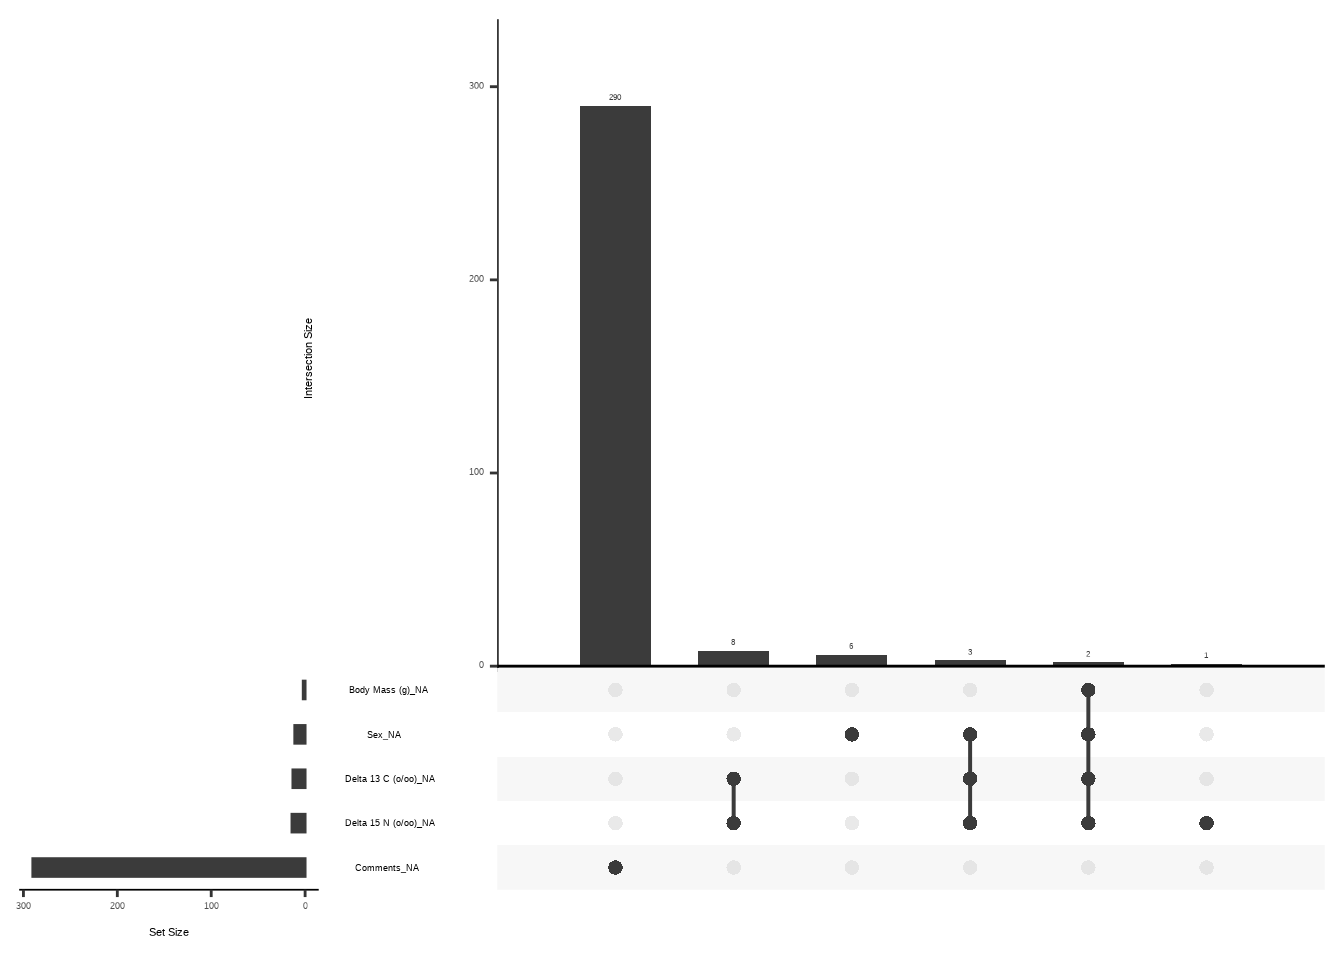 300
290
200
Intersection Size
100
8
6
3
2
1
0
Body Mass (g)_NA
Sex_NA
Delta 13 C (o/oo)_NA
Delta 15 N (o/oo)_NA
Comments_NA
300 200 100 0
Set Size